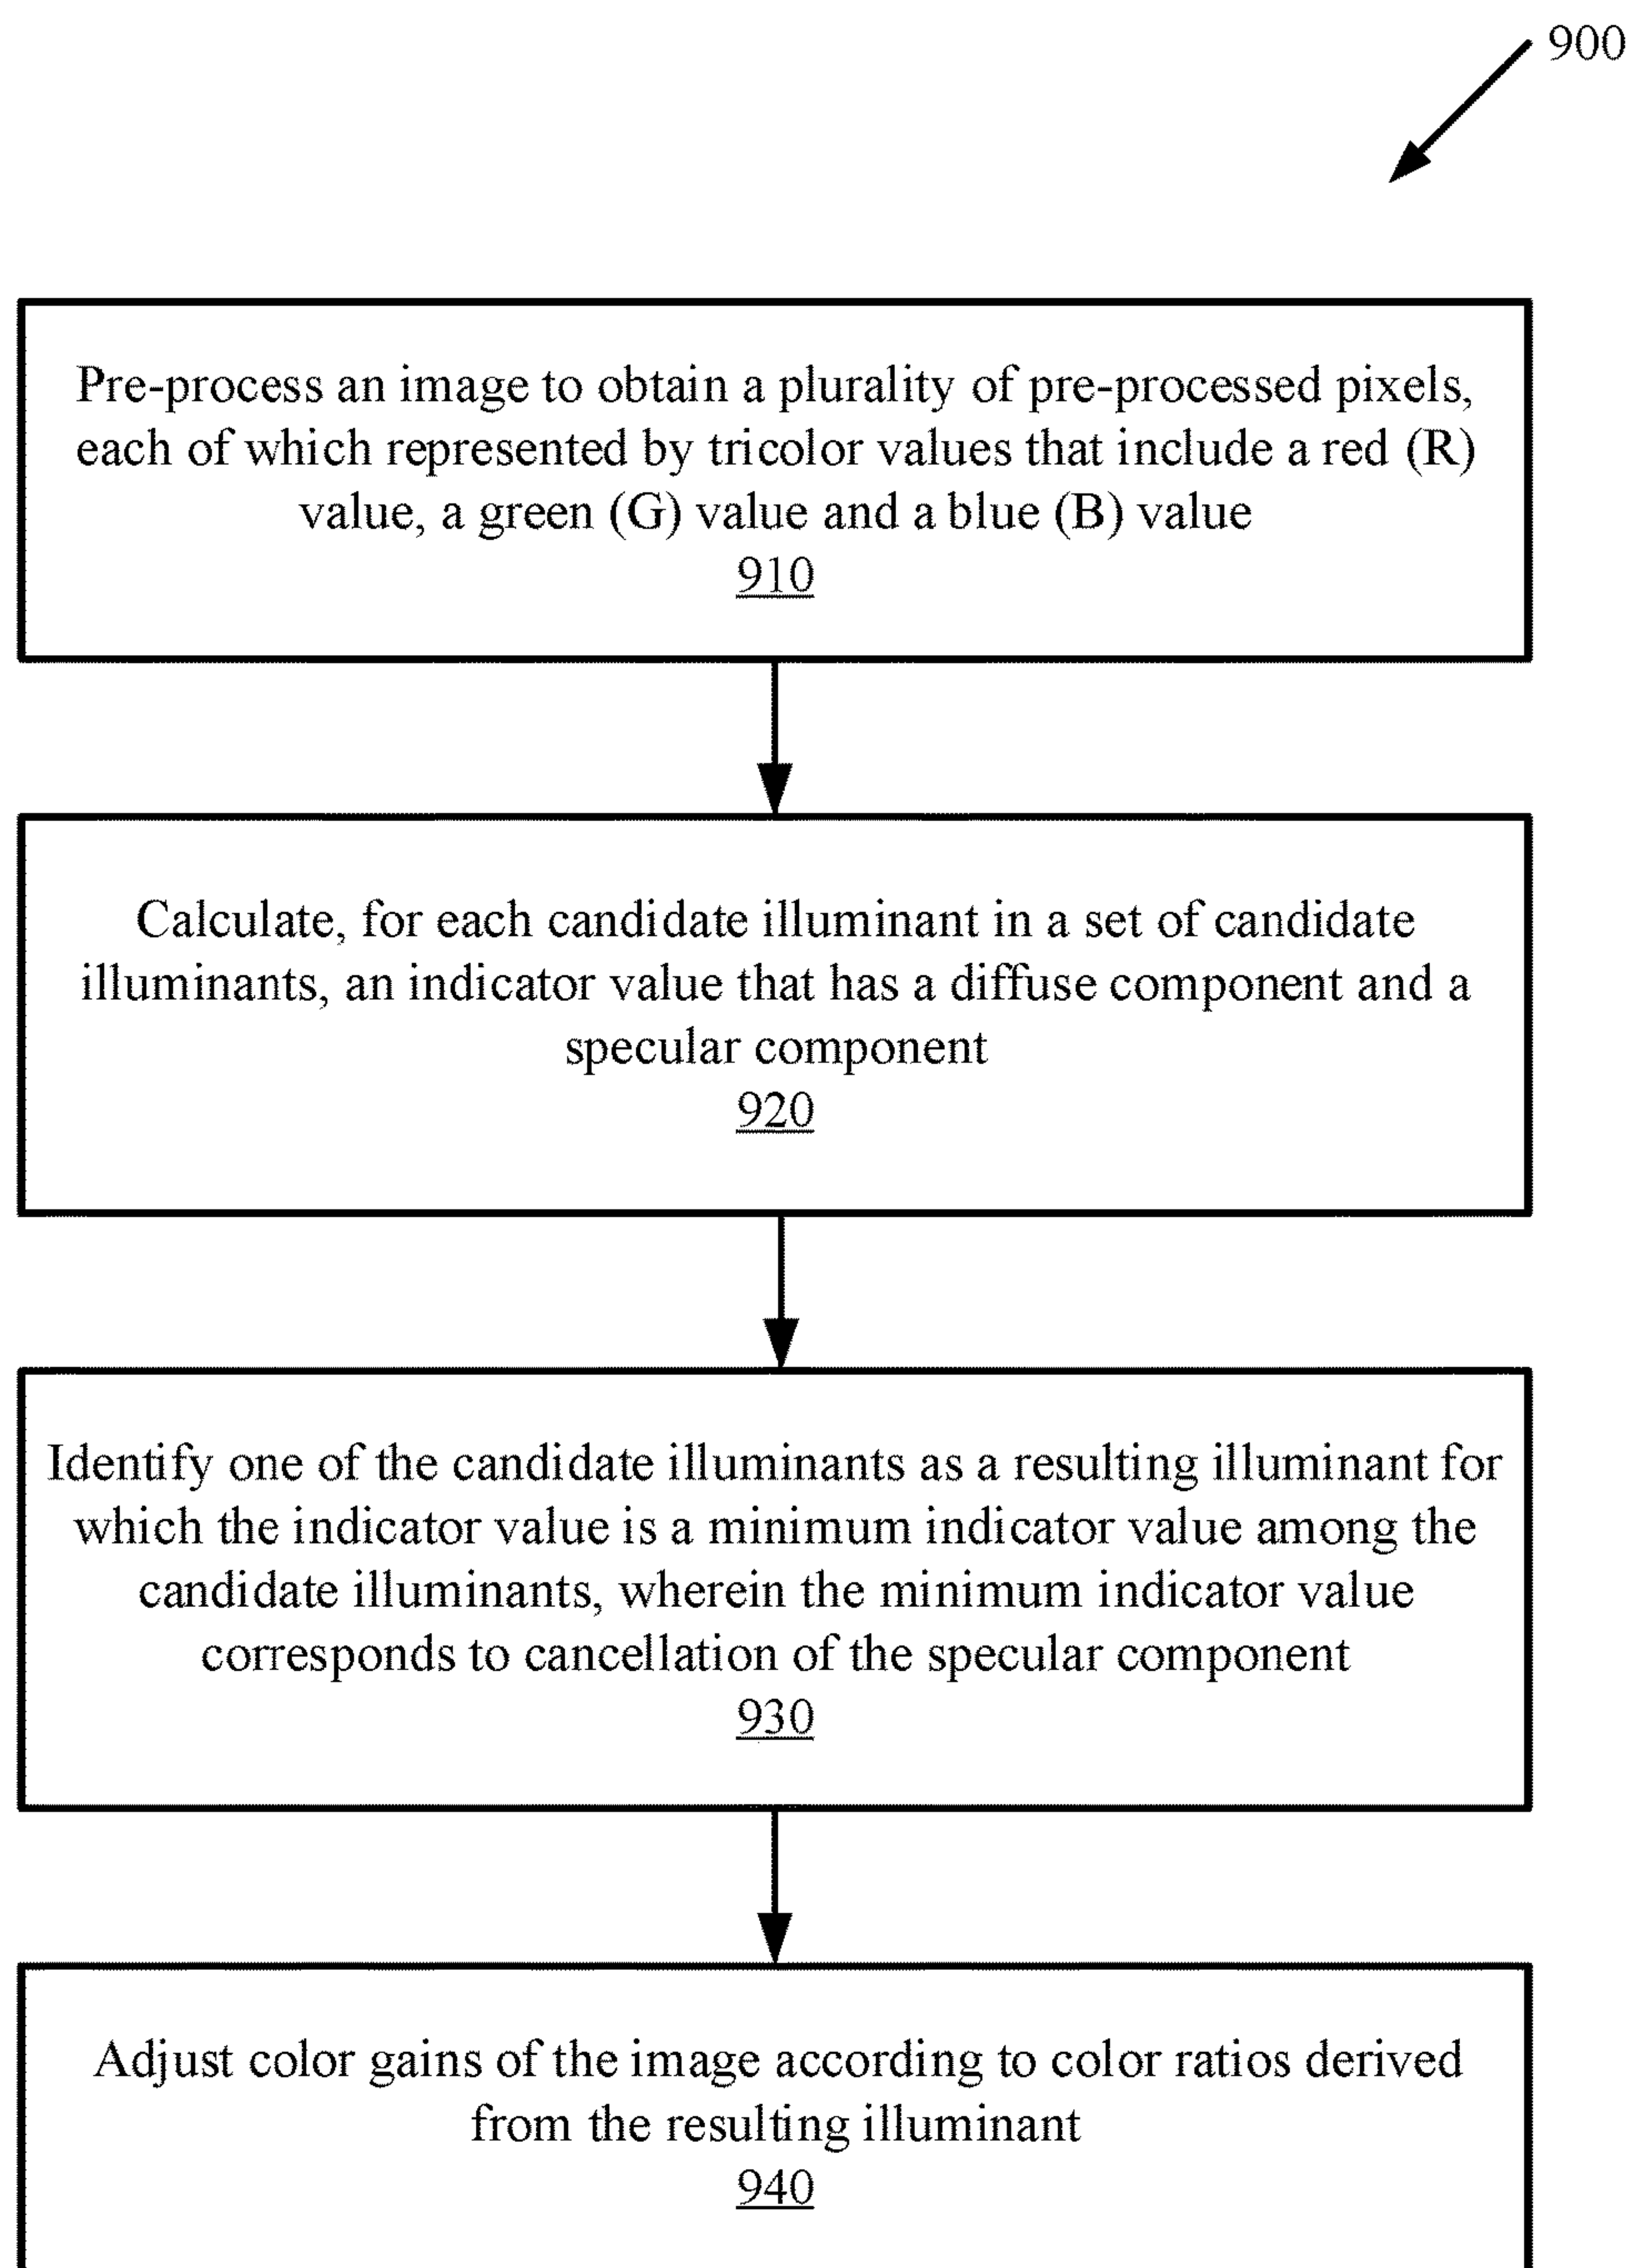 900
Pre-process an image to obtain a plurality of pre-processed pixels,
each of which represented by tricolor values that include a red (R)
value, a green (G) value and a blue (B) value
910
Calculate, for each candidate illuminant in a set of candidate
illuminants, an indicator value that has a diffuse component and a
specular component
920
Identify one of the candidate illuminants as a resulting illuminant for
which the indicator value is a minimum indicator value among the
candidate illuminants, wherein the minimum indicator value
corresponds to cancellation of the specular component
930
Adjust color gains of the image according to color ratios derived
from the resulting illuminant
940